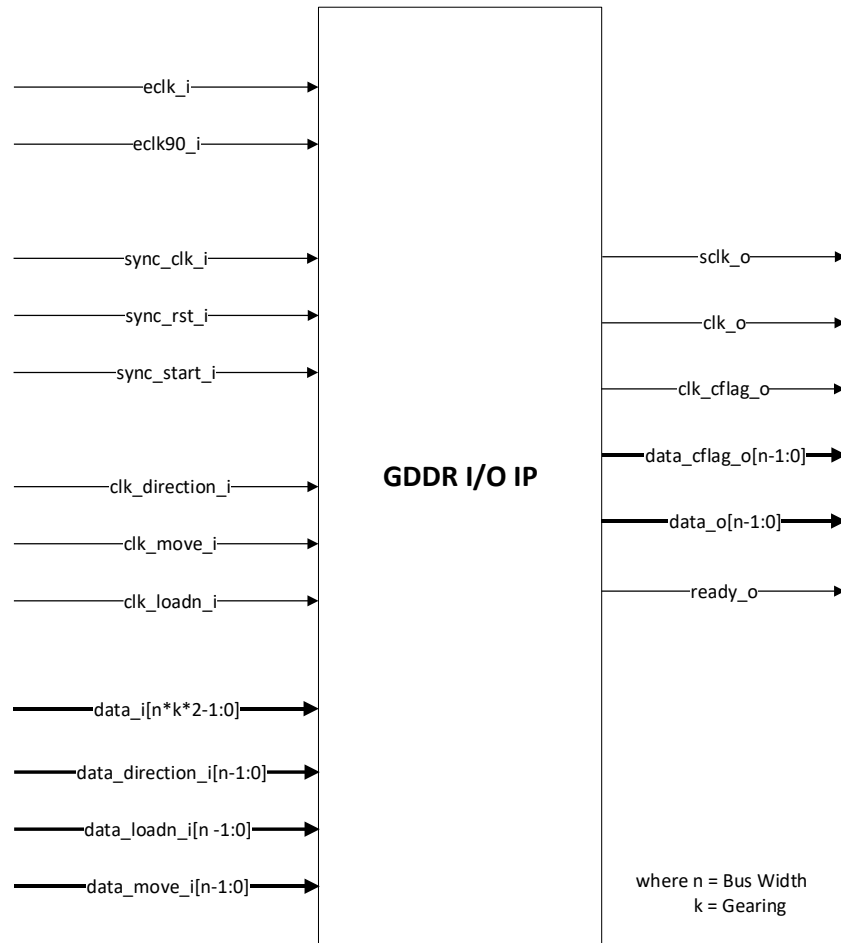 eclk_i
eclk90_i
sync_clk_i
sync_rst_i
sync_start_i
clk_direction_i
clk_move_i
clk_loadn_i
data_i[n*k*2-1:0]
data_direction_i[n-1:0]
data_loadn_i[n -1:0]
data_move_i[n-1:0]
GDDR I/O IP
sclk_o
clk_o
clk_cflag_o
data_cflag_o[n-1:0]
data_o[n-1:0]
ready_o
where n = Bus Width
k = Gearing